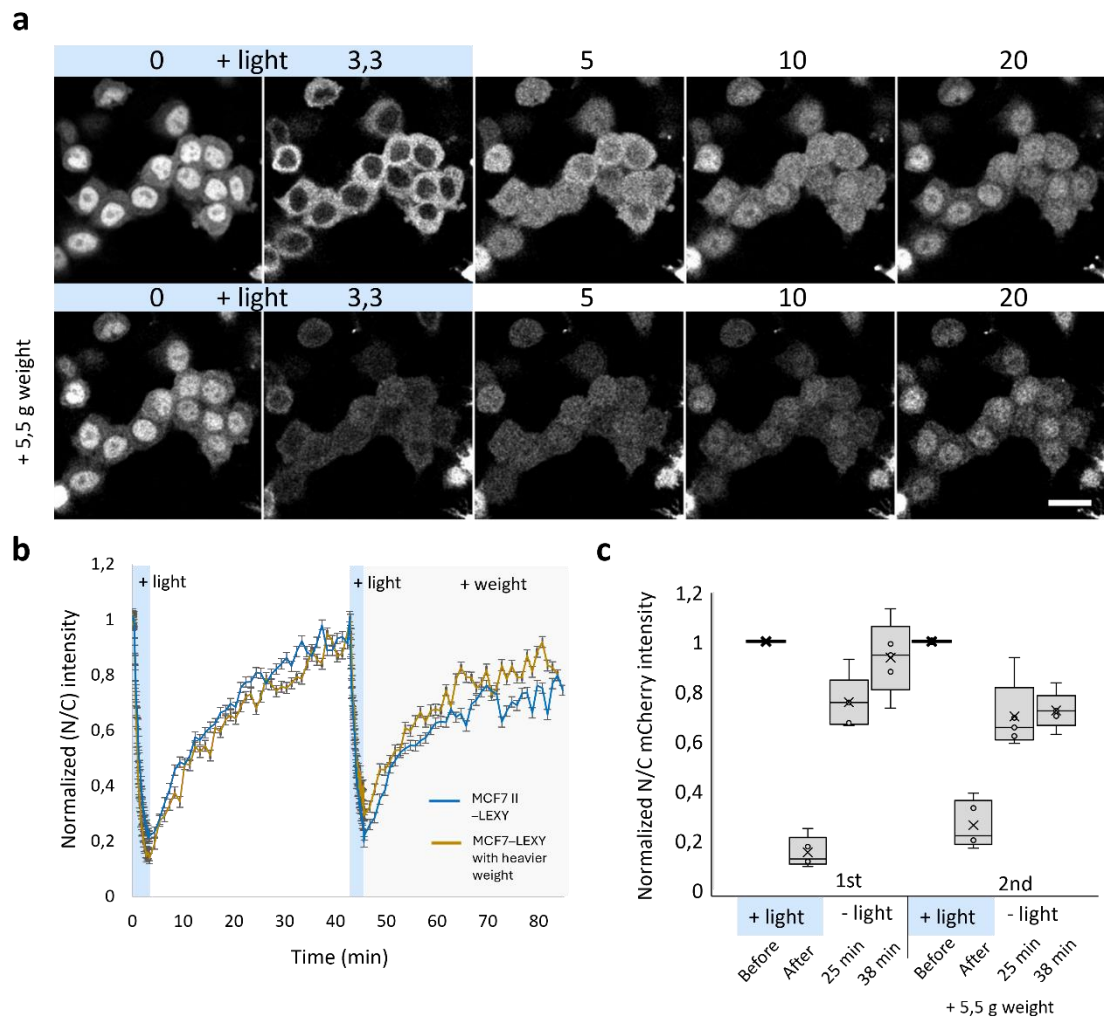 a
0 + light 3,3 5 10 20
0 + light 3,3 5 10 20
+ 5,5 g weight
b
Normalized (N/C) intensity
1,2
1
0,8
0,6
0,4
0,2
0
+ light
+ light
+ weight
MCF7 II
–LEXY
MCF7–LEXY
with heavier
weight
0 10 20 30 40 50 60 70 80
Time (min)
c
Normalized N/C mCherry intensity
1,2
1
0,8
0,6
0,4
0,2
0
1st 2nd
+ light - light + light - light
Before After 25 min 38 min Before After 25 min 38 min
+ 5,5 g weight